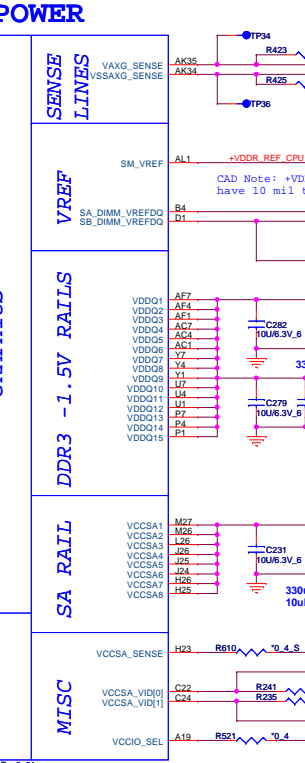 POWER
SENSE
LINES
VAXG_SENSE AK35
VSSAXG_SENSE AK34
TP34
R423
R425
TP36
VREF
SM_VREF AL1 +VDDR_REF_CPU
CAD Note: +VD
have 10 mil t
SA_DIMM_VREFDQ B4
SB_DIMM_VREFDQ D1
DDR3 -1.5V RAILS
VDDQ1 AF7
VDDQ2 AF4
VDDQ3 AF1
VDDQ4 AC7
VDDQ5 AC4
VDDQ6 AC1
VDDQ7 Y7
VDDQ8 Y4
VDDQ9 Y1
VDDQ10 U7
VDDQ11 U4
VDDQ12 U1
VDDQ13 P7
VDDQ14 P4
VDDQ15 P1
C282
10U/6.3V_6
33
C279
10U/6.3V_6
SA RAIL
VCCSA1 M27
VCCSA2 M26
VCCSA3 L26
VCCSA4 J26
VCCSA5 J25
VCCSA6 J24
VCCSA7 H26
VCCSA8 H25
C231
10U/6.3V_6
330u
10uF
MISC
VCCSA_SENSE H23 R610 *0_4_S
VCCSA_VID[0] C22 R241
VCCSA_VID[1] C24 R235
VCCIO_SEL A19 R521 *0_4